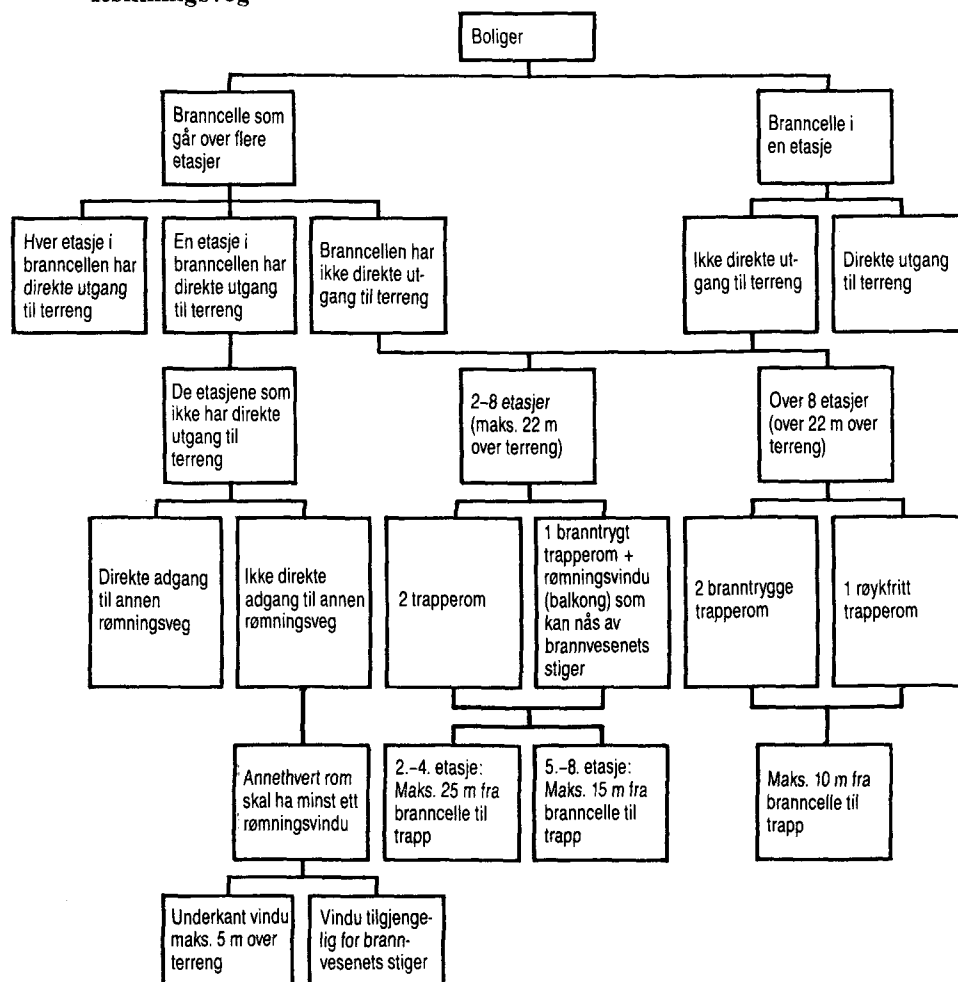 Boliger
Branncelle som
går over flere
etasjer
Branncelle i
en etasje
Hver etasje i
branncellen har
direkte utgang
til terreng
En etasje i
branncellen har
direkte utgang
til terreng
Branncellen har
ikke direkte ut-
gang til terreng
Ikke direkte ut-
gang til terreng
Direkte utgang
til terreng
De etasjene som
ikke har direkte
utgang til
terreng
2–8 etasjer
(maks. 22 m
over terreng)
Over 8 etasjer
(over 22 m over
terreng)
Direkte adgang
til annen
rømningsveg
Ikke direkte
adgang til annen
rømningsveg
2 trapperom
1 branntrygt
trapperom +
rømningsvindu
(balkong) som
kan nås av
brannvesenets
stiger
2 branntrygge
trapperom
1 røykfritt
trapperom
Annethvert rom
skal ha minst ett
rømningsvindu
2.–4. etasje:
Maks. 25 m fra
branncelle til
trapp
5.–8. etasje:
Maks. 15 m fra
branncelle til
trapp
Maks. 10 m fra
branncelle til
trapp
Underkant vindu
maks. 5 m over
terreng
Vindu tilgjenge-
lig for brann-
vesenets stiger